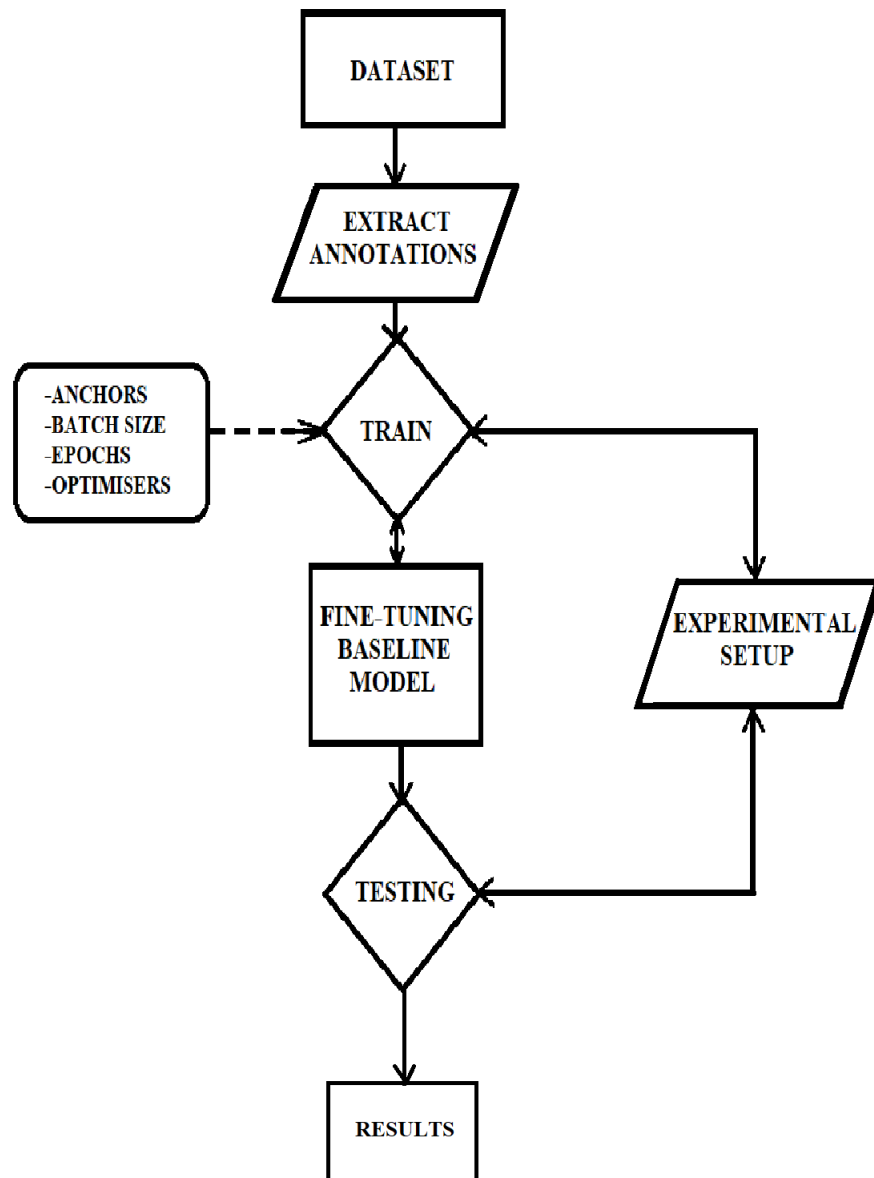 DATASET
EXTRACT
ANNOTATIONS
-ANCHORS
-BATCH SIZE
-EPOCHS
-OPTIMISERS
TRAIN
FINE-TUNING
BASELINE
MODEL
EXPERIMENTAL
SETUP
TESTING
RESULTS